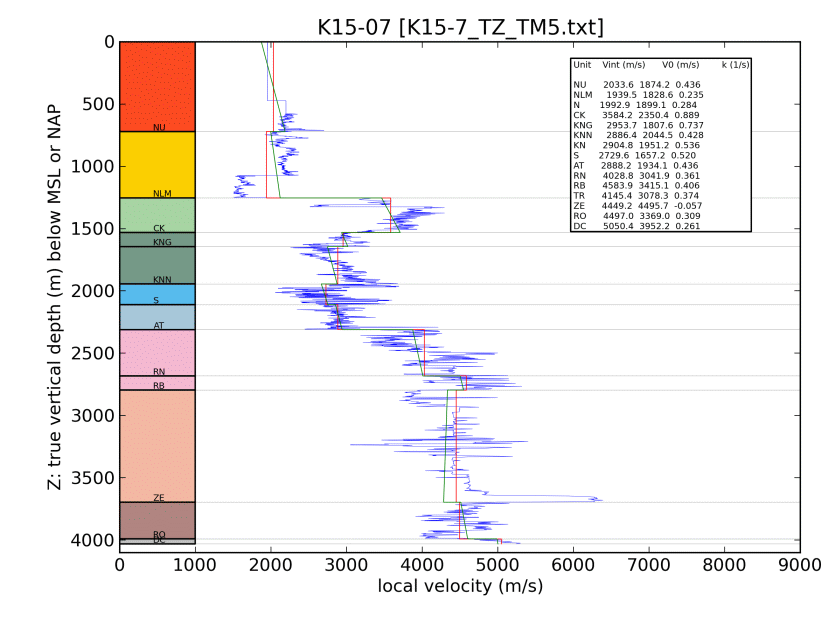 K15-07 [K15-7_TZ_TM5.txt]
Unit Vint (m/s) V0 (m/s) k (1/s)
NU 2033.6 1874.2 0.436
NLM 1939.5 1828.6 0.235
N 1992.9 1899.1 0.284
CK 3584.2 2350.4 0.889
KNG 2953.7 1807.6 0.737
KNN 2886.4 2044.5 0.428
KN 2904.8 1951.2 0.536
S 2729.6 1657.2 0.520
AT 2888.2 1934.1 0.436
RN 4028.8 3041.9 0.361
RB 4583.9 3415.1 0.406
TR 4145.4 3078.3 0.374
ZE 4449.2 4495.7 -0.057
RO 4497.0 3369.0 0.309
DC 5050.4 3952.2 0.261
Z: true vertical depth (m) below MSL or NAP
0
500
1000
1500
2000
2500
3000
3500
4000
NU
NLM
CK
KNG
KNN
S
AT
RN
RB
ZE
RO
DC
0 1000 2000 3000 4000 5000 6000 7000 8000 9000
local velocity (m/s)